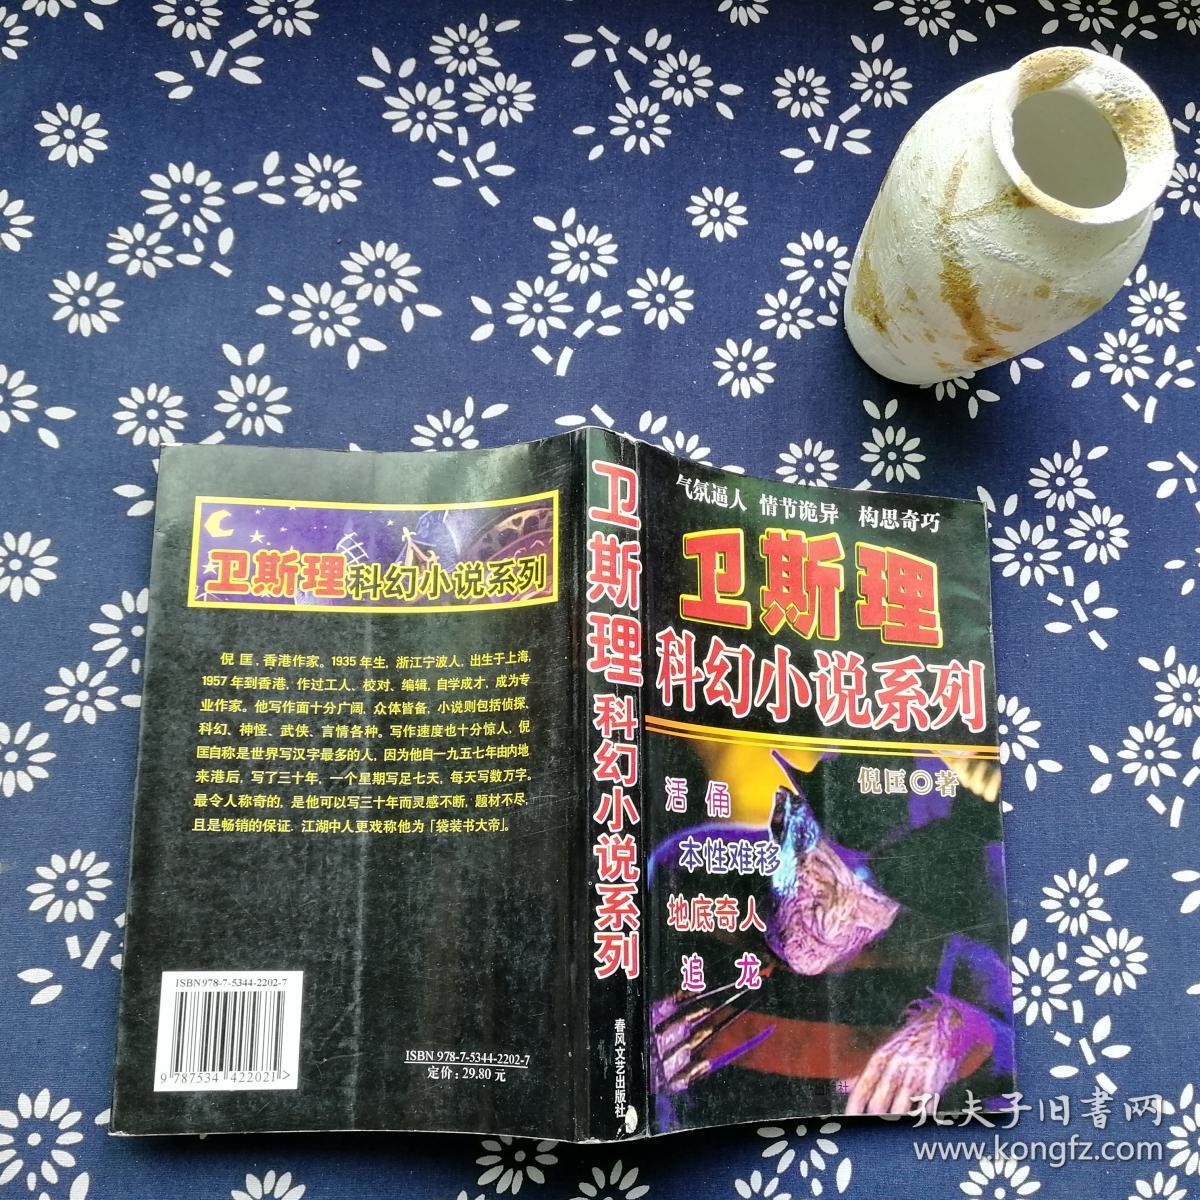 卫斯理科幻小说系列
倪 匡，香港作家。1935 年生，浙江宁波人，出生于上海，
1957 年到香港，作过工人、校对、编辑，自学成才，成为专
业作家。他写作面十分广阔，众体皆备，小说则包括侦探、
科幻、神怪、武侠、言情各种。写作速度也十分惊人，倪
匡自称是世界写汉字最多的人，因为他自一九五七年由内地
来港后，写了三十年，一个星期写足七天，每天写数万字。
最令人称奇的，是他可以写三十年而灵感不断，题材不尽，
且是畅销的保证．江湖中人更戏称他为「袋装书大帝」。
ISBN 978-7-5344-2202-7
9 787534 422021 >
ISBN 978-7-5344-2202-7
定价：29.80 元
卫斯理科幻小说系列
春风文艺出版社
气氛逼人 情节诡异 构思奇巧
卫斯理
科幻小说系列
倪匡◎著
活 俑
本性难移
地底奇人
追 龙
孔夫子旧書网
www.kongfz.com